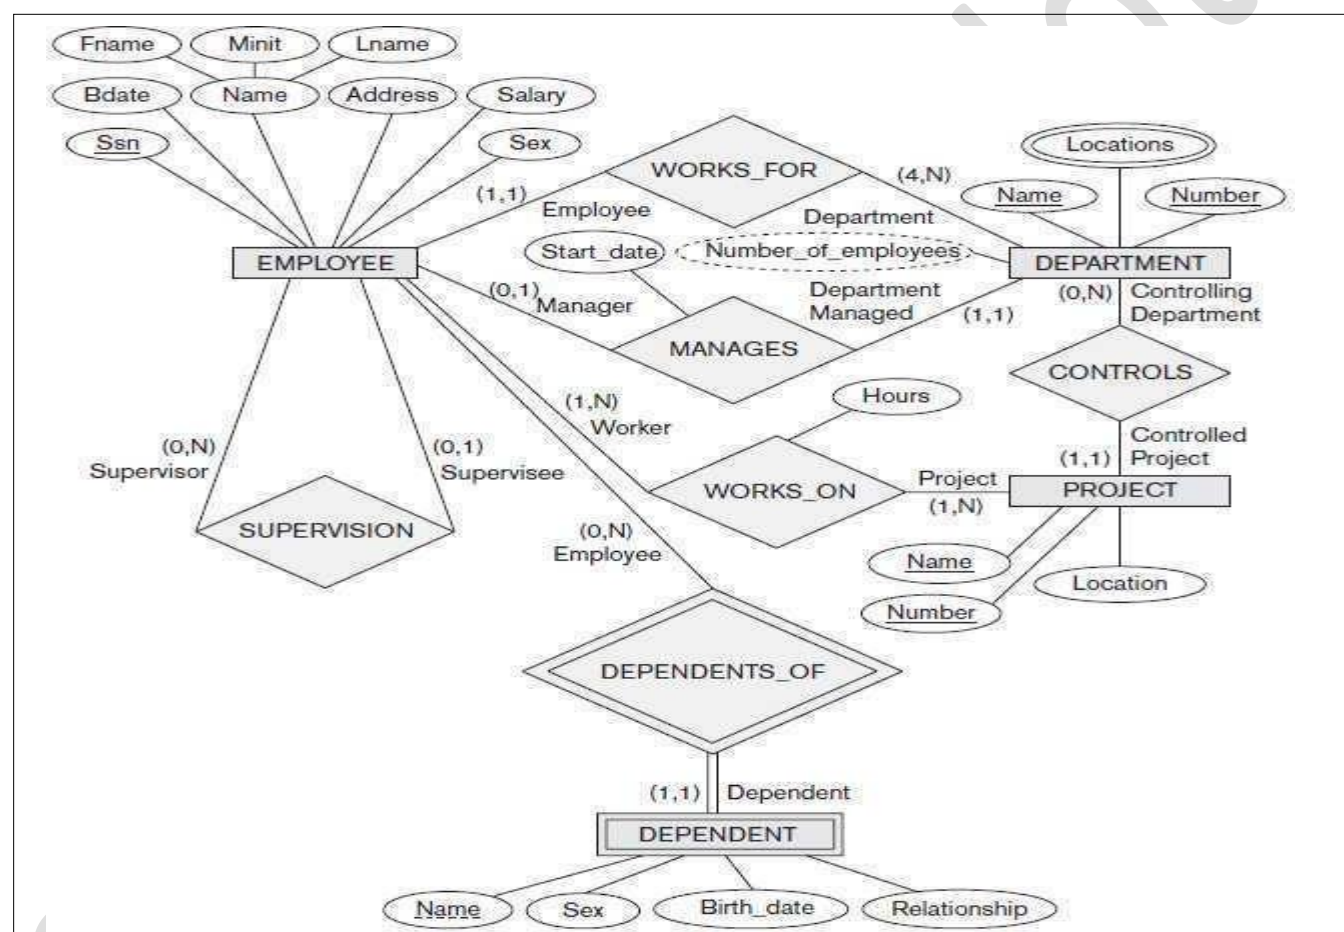 Fname Minit Lname
Bdate Name Address Salary
Ssn Sex
WORKS_FOR
Locations
(1,1)
Employee
(4,N)
Department
Name Number
Start_date
Number_of_employees
EMPLOYEE
DEPARTMENT
(0,1)
Manager
MANAGES
Department
Managed
(1,1)
(0,N)
Controlling
Department
CONTROLS
Hours
(1,N)
Worker
(0,N)
Supervisor
(0,1)
Supervisee
Controlled
Project
(1,1)
WORKS_ON
Project
(1,N)
PROJECT
SUPERVISION
(0,N)
Employee
Name
Number
Location
DEPENDENTS_OF
(1,1)
Dependent
DEPENDENT
Name Sex Birth_date Relationship